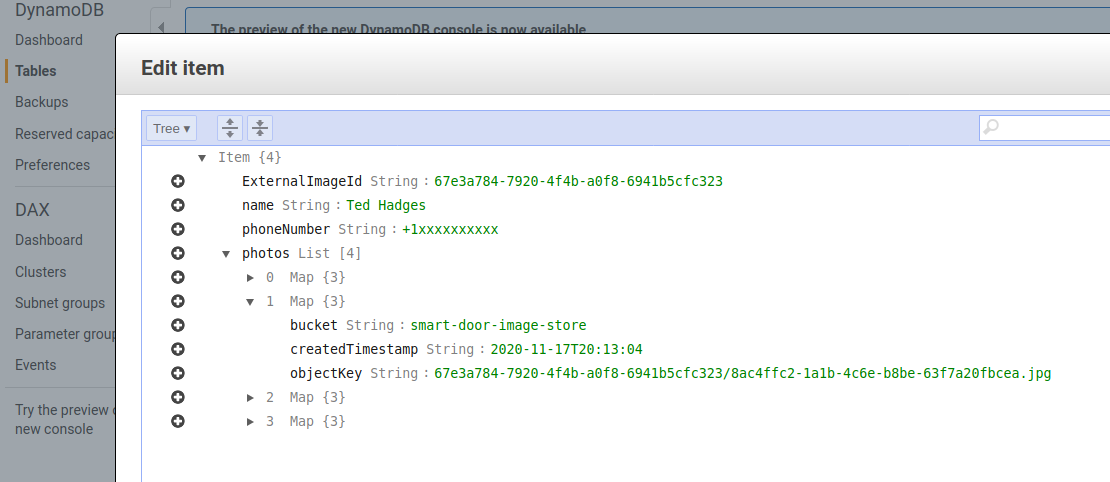 DynamoDB
Dashboard
Tables
Backups
Reserved capac
Preferences
DAX
Dashboard
Clusters
Subnet groups
Parameter group
Events
Try the preview
new console
The preview of the new DynamoDB console is now available
Edit item
Tree ▾
Item {4}
ExternalImageId String : 67e3a784-7920-4f4b-a0f8-6941b5cfc323
name String : Ted Hadges
phoneNumber String : +1xxxxxxxxxx
photos List [4]
0 Map {3}
1 Map {3}
bucket String : smart-door-image-store
createdTimestamp String : 2020-11-17T20:13:04
objectKey String : 67e3a784-7920-4f4b-a0f8-6941b5cfc323/8ac4ffc2-1a1b-4c6e-b8be-63f7a20fbcea.jpg
2 Map {3}
3 Map {3}